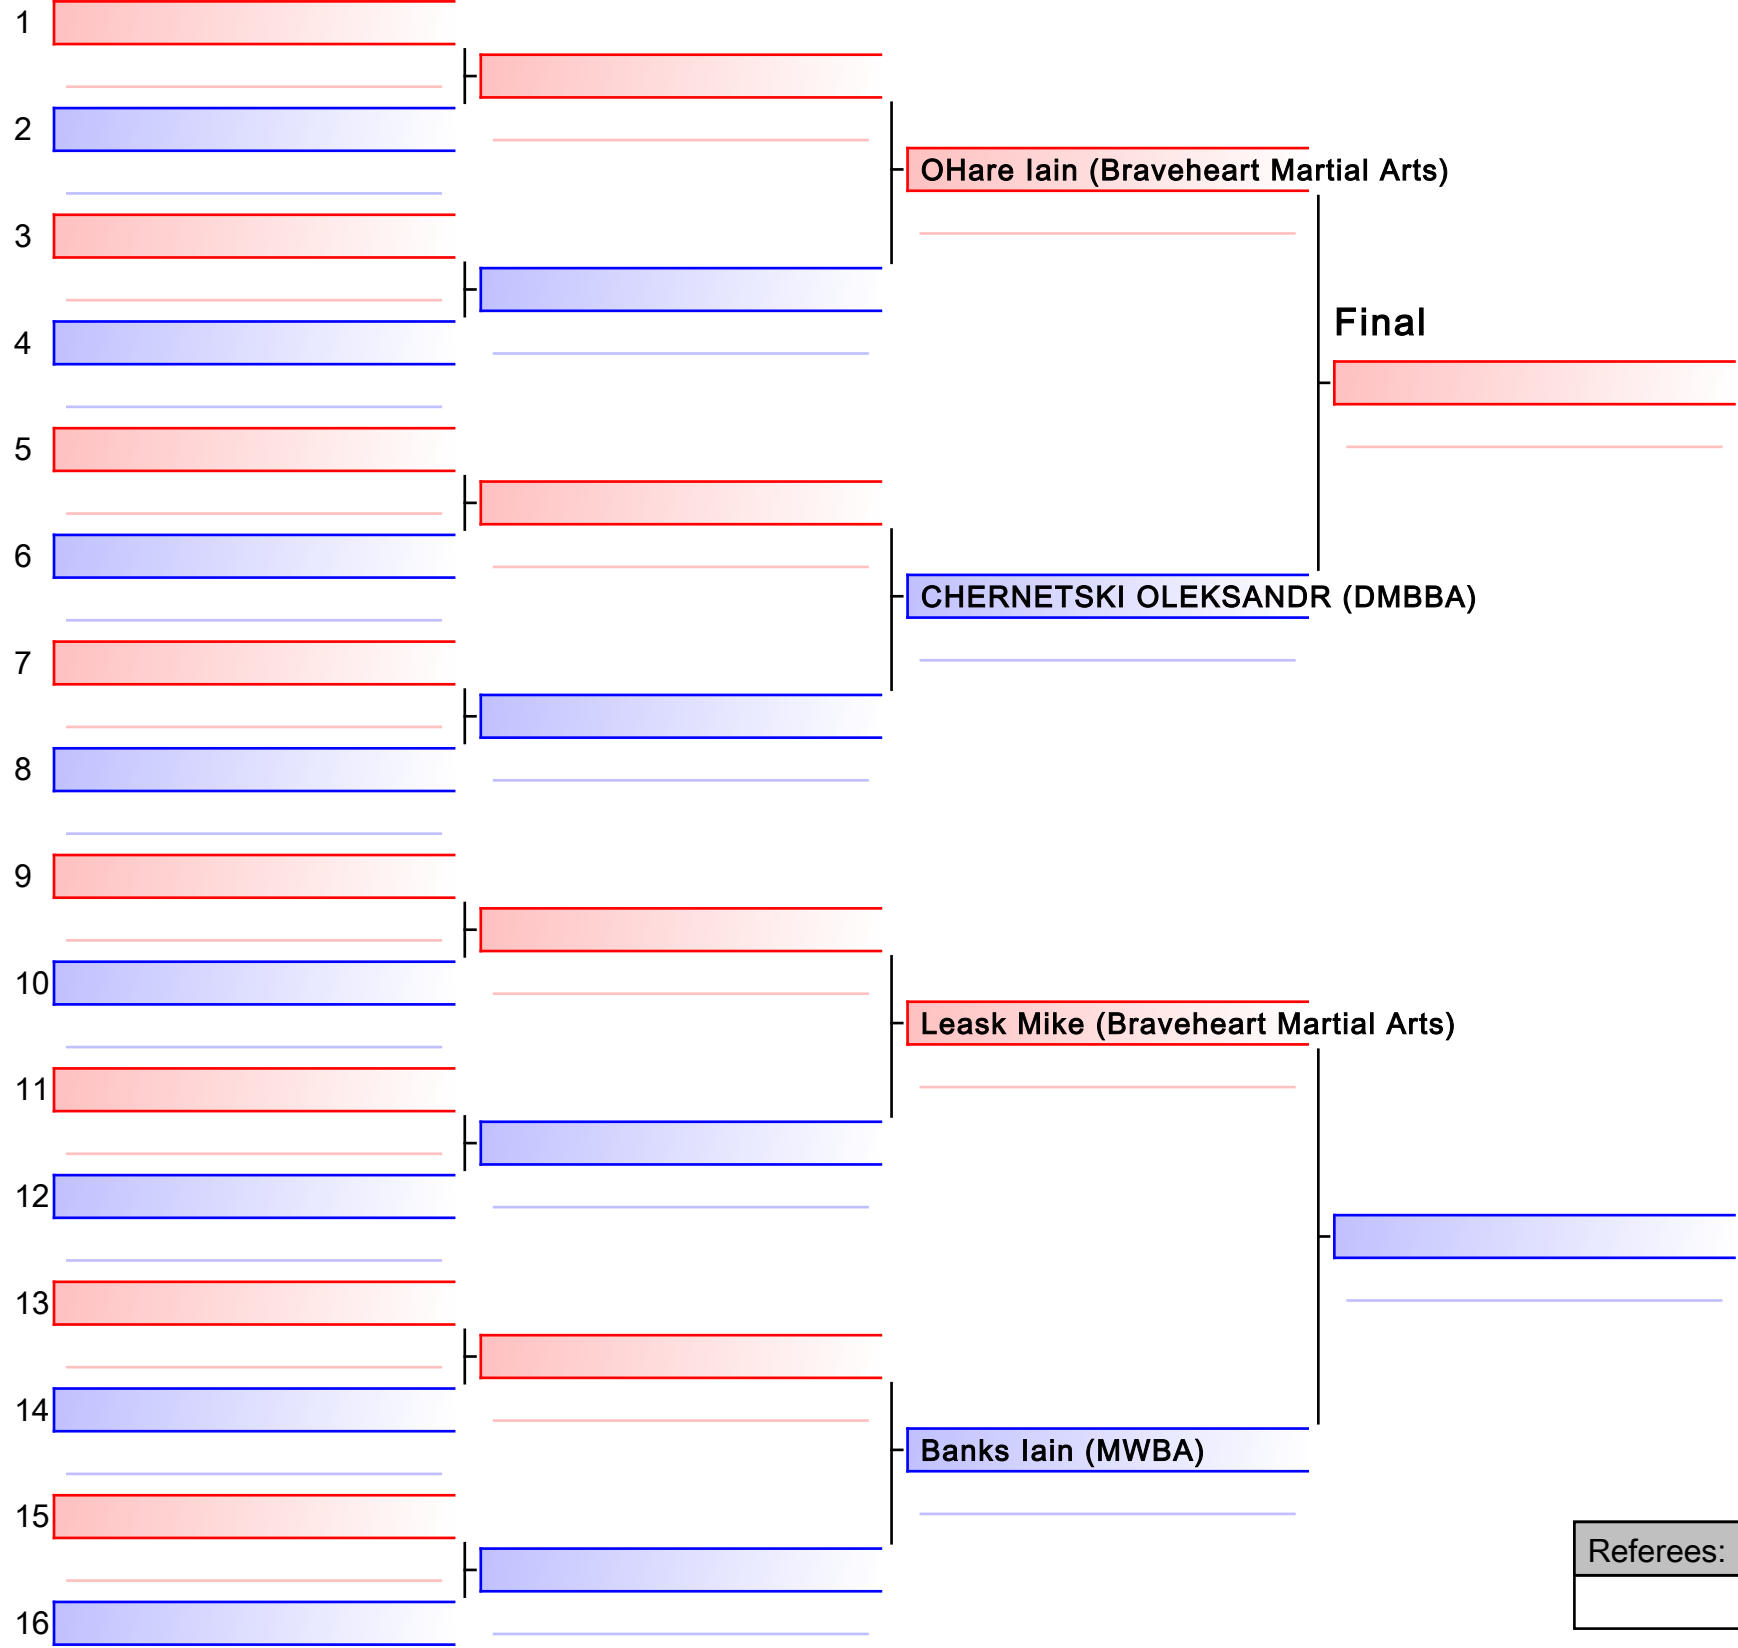 1
2
OHare Iain (Braveheart Martial Arts)
3
Final
4
5
6
CHERNETSKI OLEKSANDR (DMBBA)
7
8
9
10
Leask Mike (Braveheart Martial Arts)
11
12
13
14
Banks Iain (MWBA)
15
Referees:
16